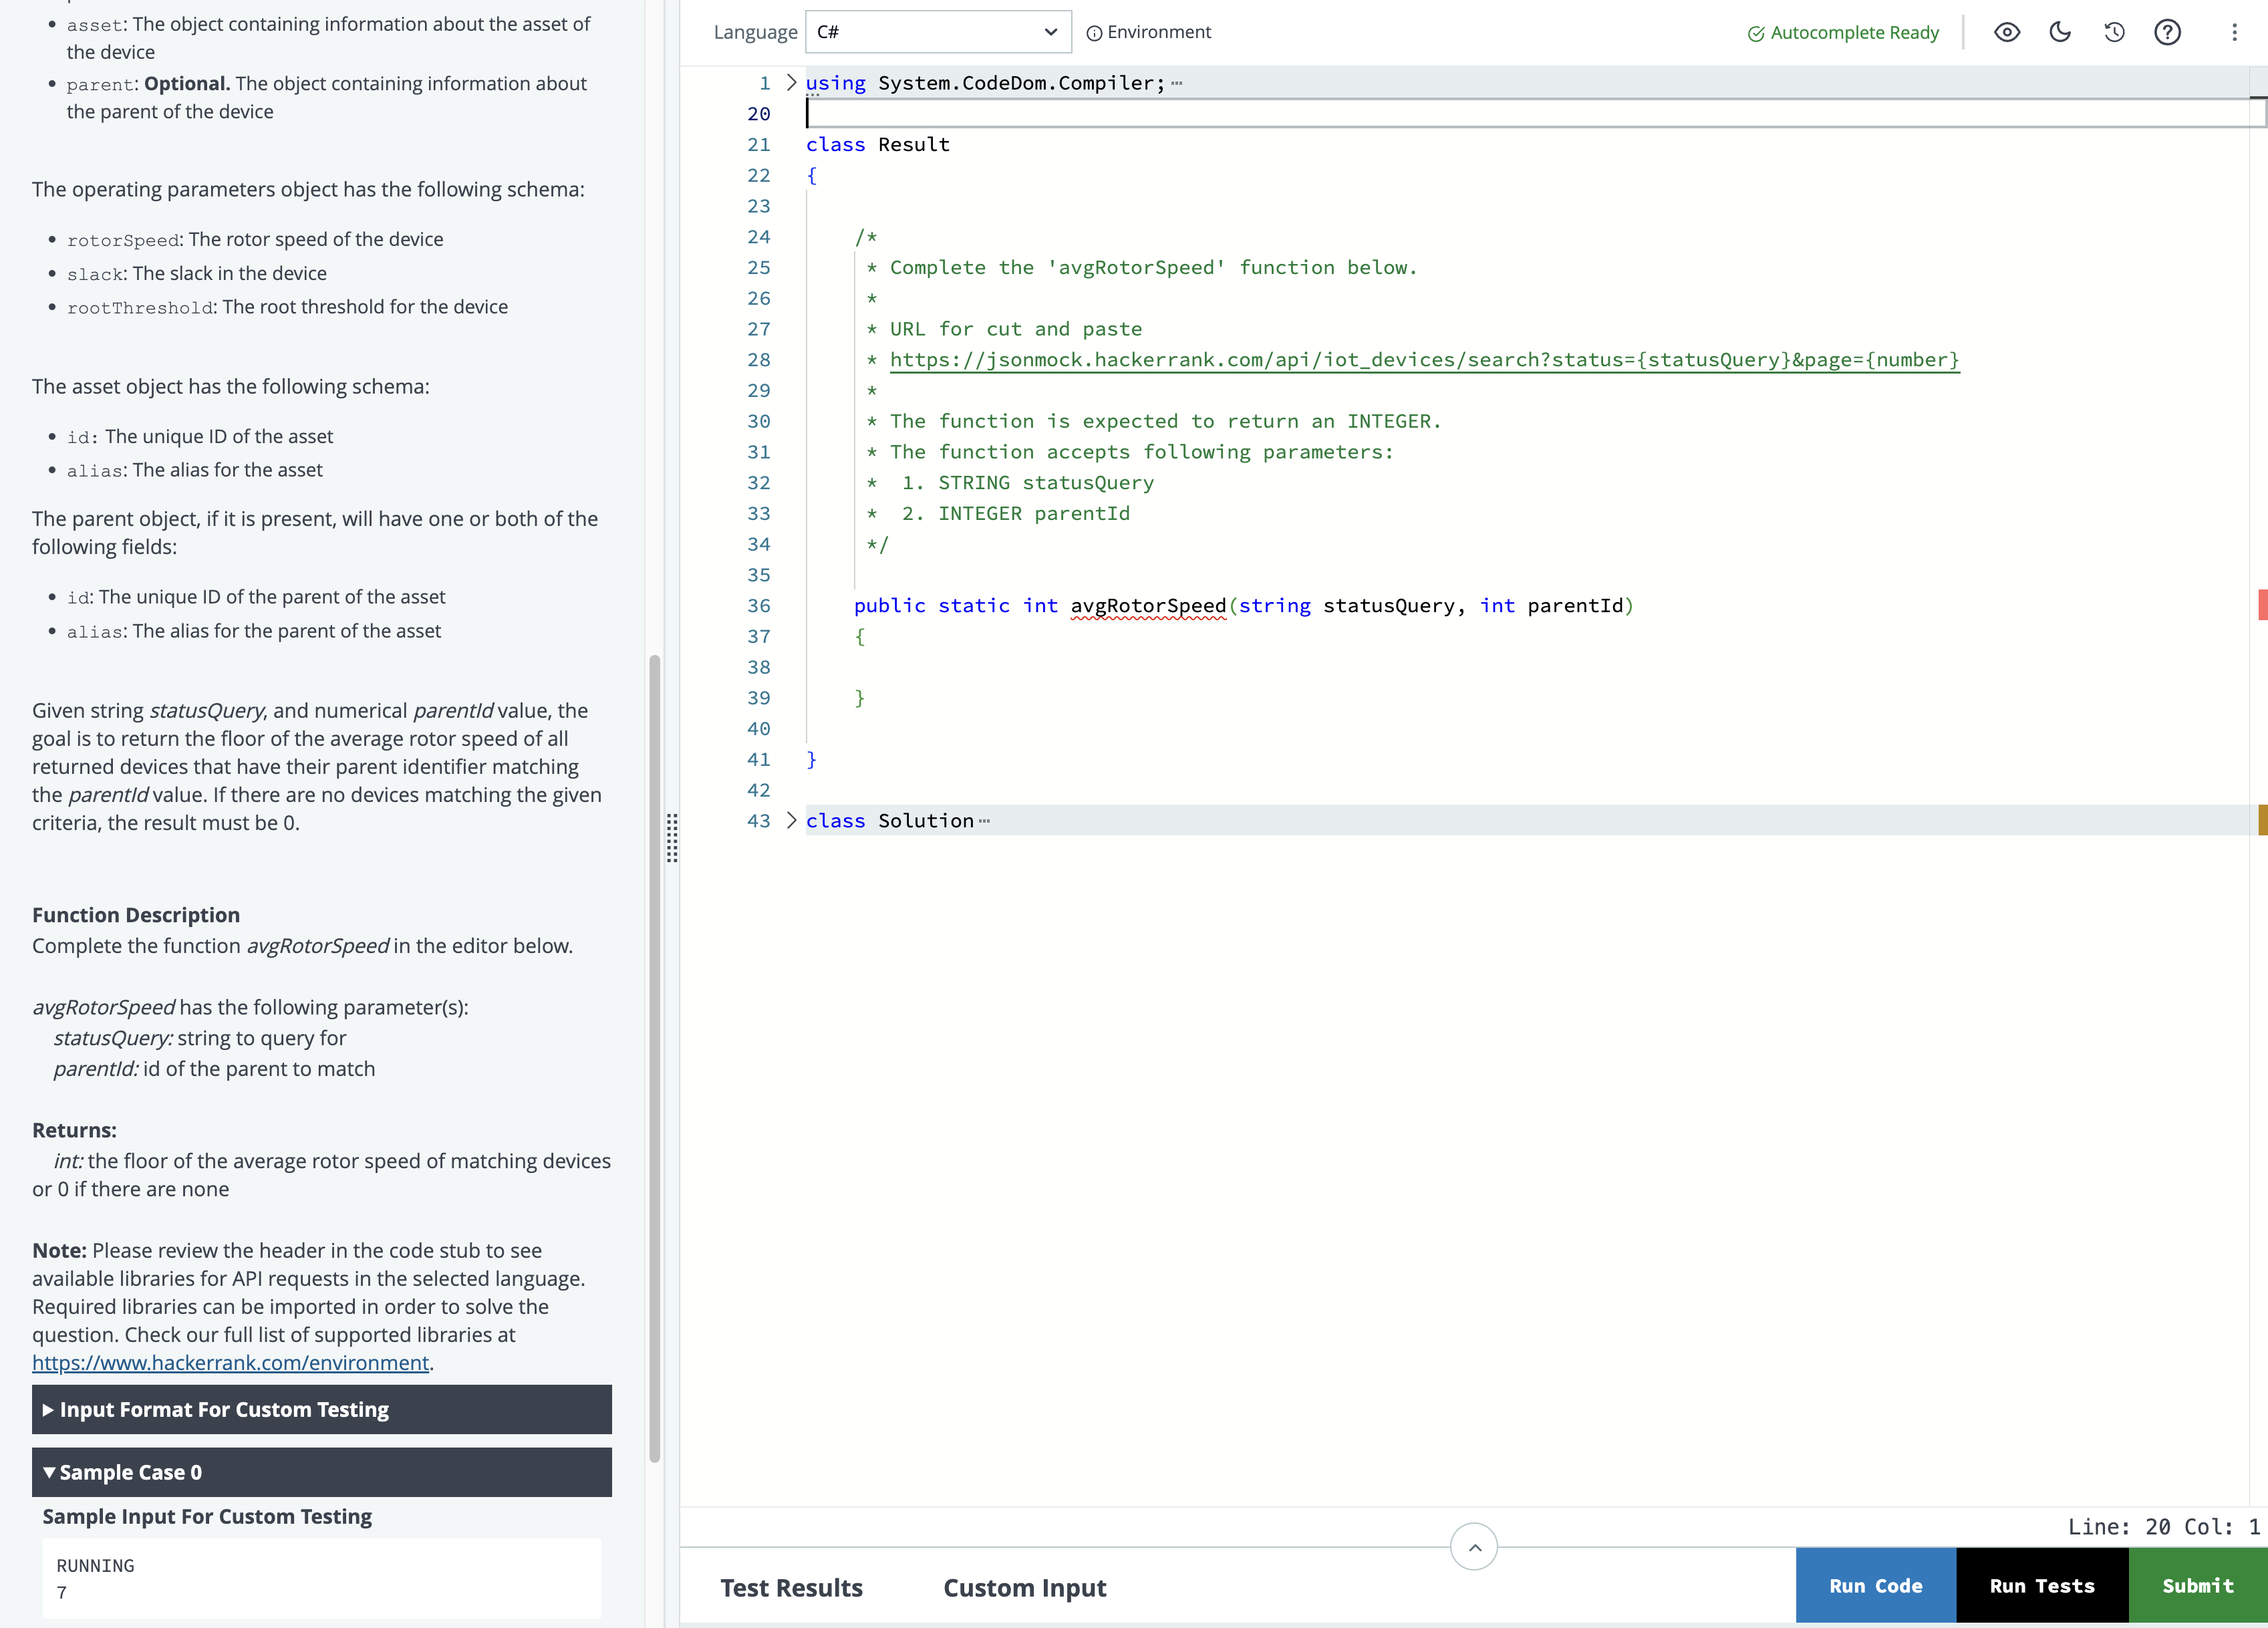 asset: The object containing information about the asset of
the device
parent: Optional. The object containing information about
the parent of the device
The operating parameters object has the following schema:
rotorSpeed: The rotor speed of the device
slack: The slack in the device
rootThreshold: The root threshold for the device
The asset object has the following schema:
id: The unique ID of the asset
alias: The alias for the asset
The parent object, if it is present, will have one or both of the
following fields:
id: The unique ID of the parent of the asset
alias: The alias for the parent of the asset
Given string statusQuery, and numerical parentId value, the
goal is to return the floor of the average rotor speed of all
returned devices that have their parent identifier matching
the parentId value. If there are no devices matching the given
criteria, the result must be 0.
Function Description
Complete the function avgRotorSpeed in the editor below.
avgRotorSpeed has the following parameter(s):
statusQuery: string to query for
parentId: id of the parent to match
Returns:
int: the floor of the average rotor speed of matching devices
or 0 if there are none
Note: Please review the header in the code stub to see
available libraries for API requests in the selected language.
Required libraries can be imported in order to solve the
question. Check our full list of supported libraries at
https://www.hackerrank.com/environment.
Input Format For Custom Testing
Sample Case 0
Sample Input For Custom Testing
RUNNING
7
Language C# Environment Autocomplete Ready
1 using System.CodeDom.Compiler;
20
21 class Result
22 {
23
24 /*
25 * Complete the 'avgRotorSpeed' function below.
26 *
27 * URL for cut and paste
28 * https://jsonmock.hackerrank.com/api/iot_devices/search?status={statusQuery}&page={number}
29 *
30 * The function is expected to return an INTEGER.
31 * The function accepts following parameters:
32 * 1. STRING statusQuery
33 * 2. INTEGER parentId
34 */
35
36 public static int avgRotorSpeed(string statusQuery, int parentId)
37 {
38
39 }
40
41 }
42
43 class Solution
Line: 20 Col: 1
Test Results Custom Input Run Code Run Tests Submit